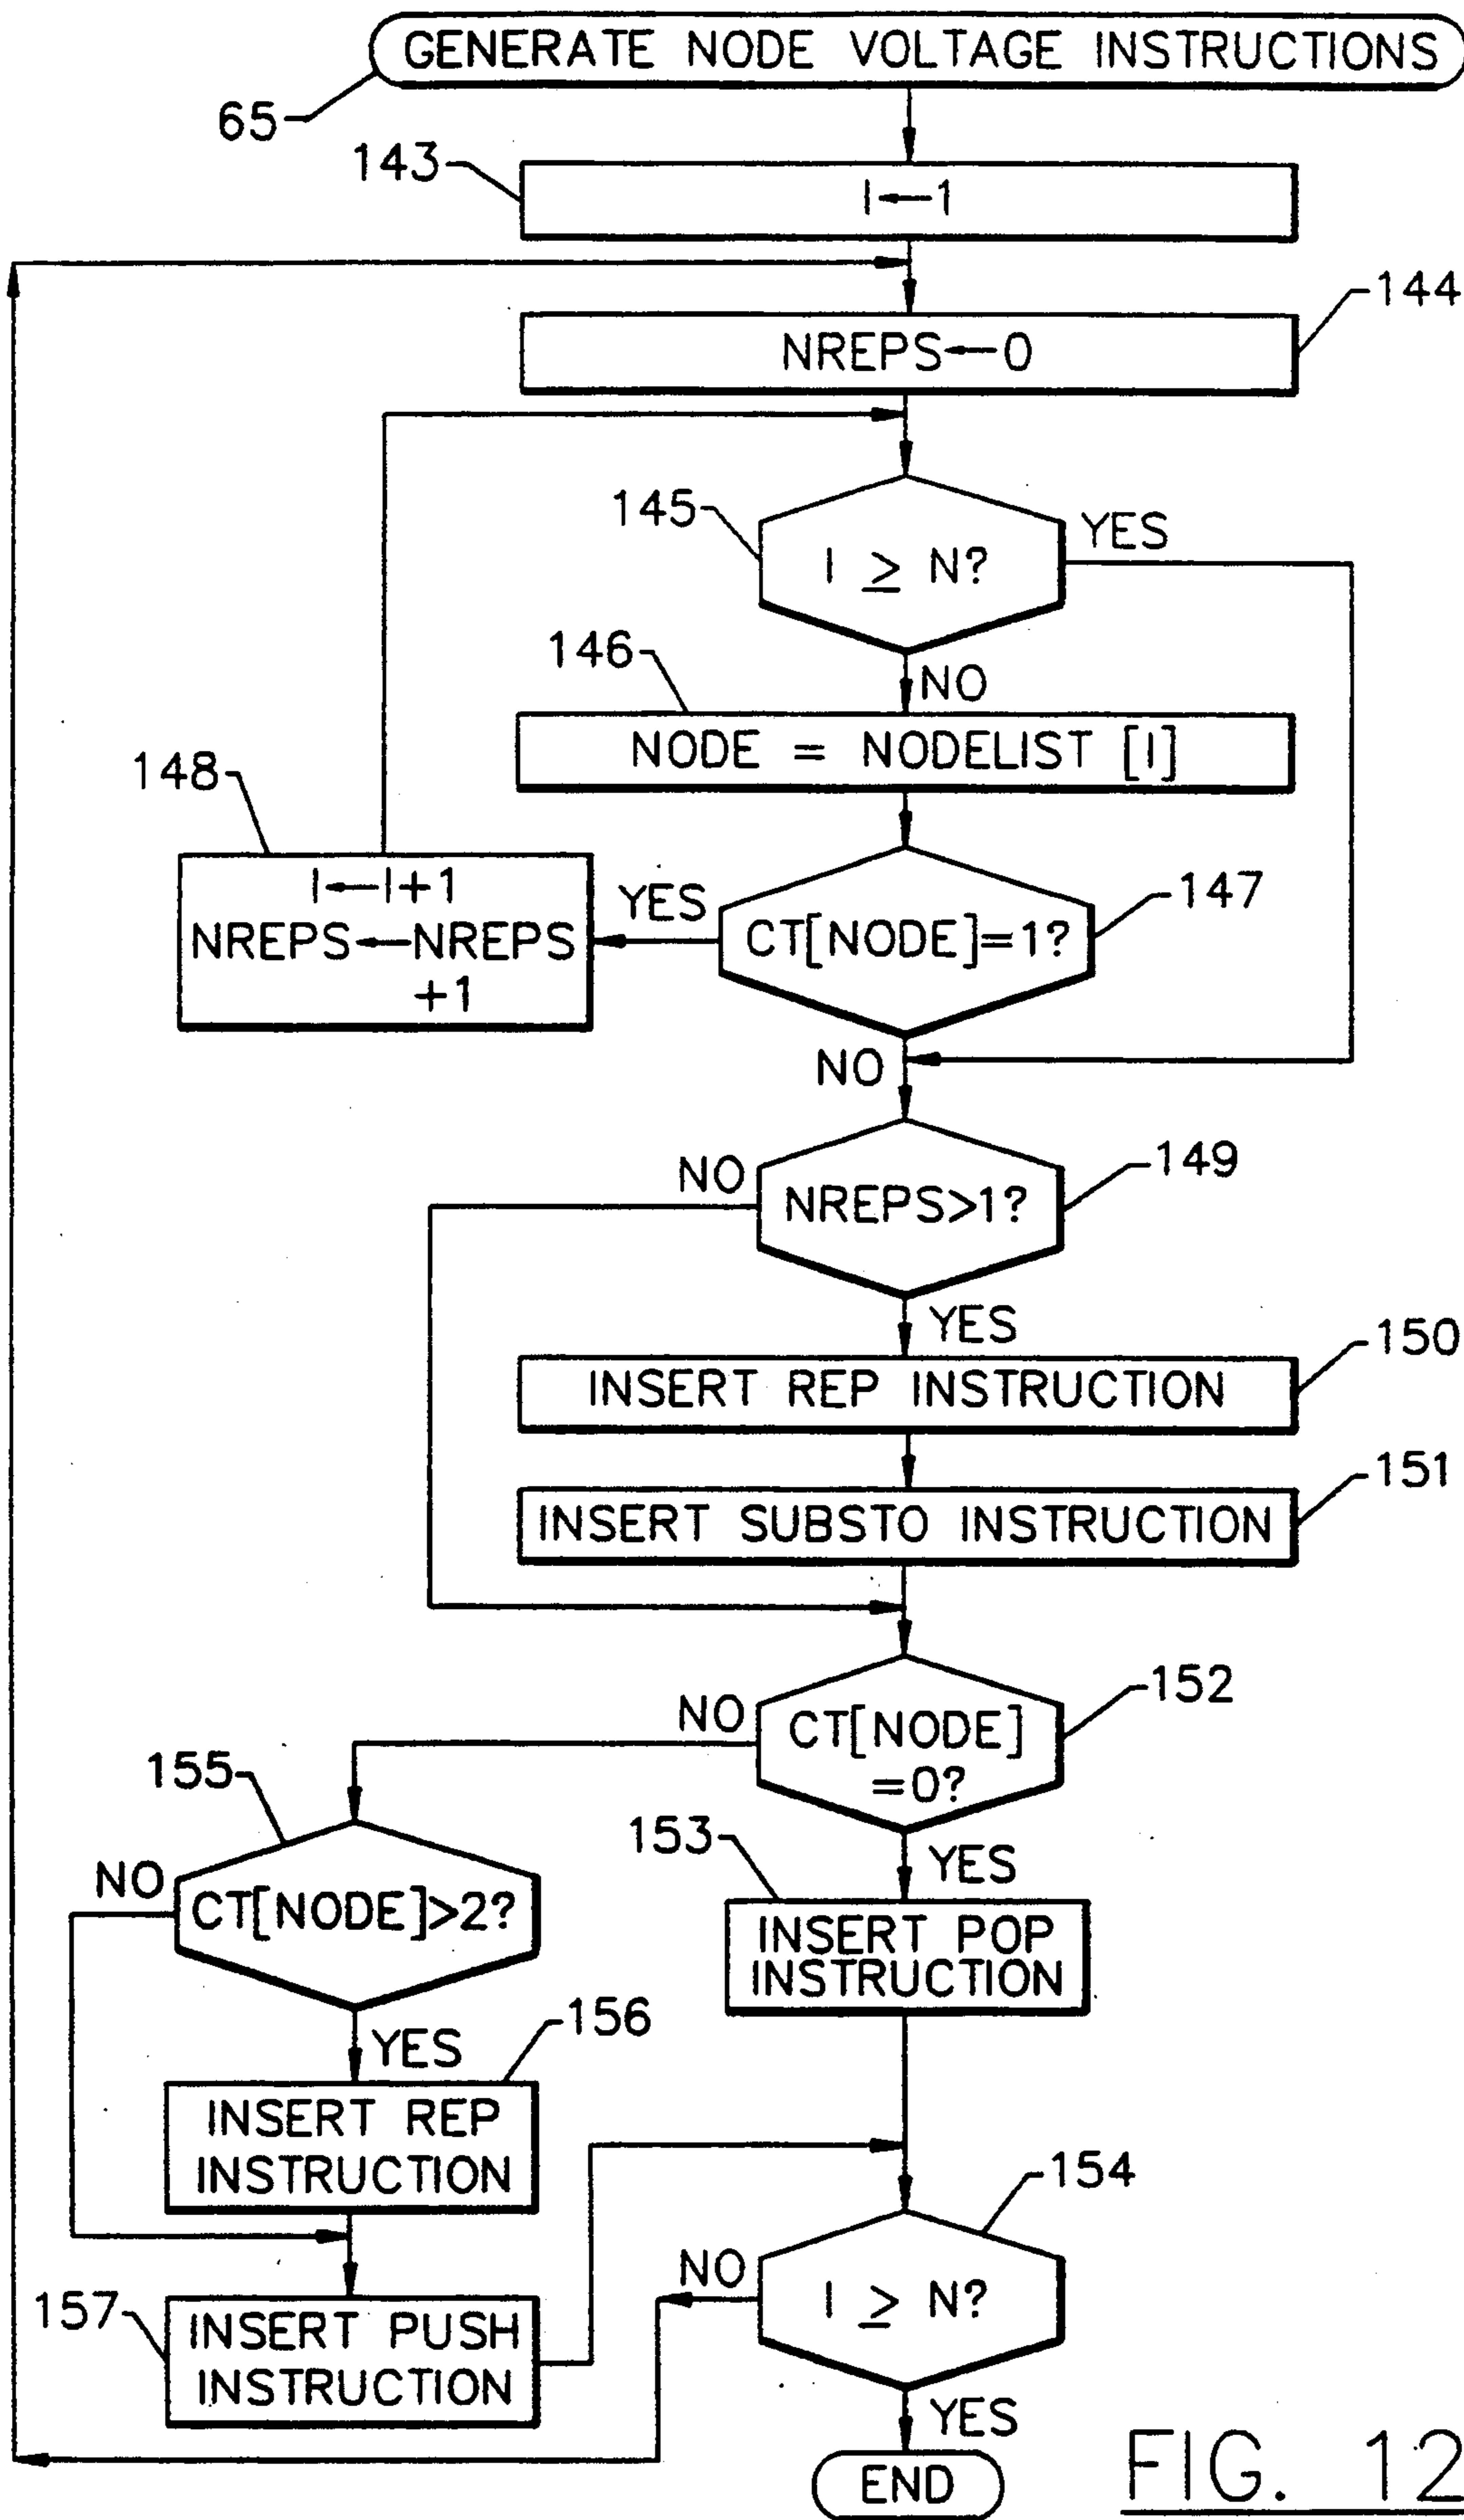 GENERATE NODE VOLTAGE INSTRUCTIONS
65
143
I←1
144
NREPS←0
145
I ≥ N?
YES
146
NO
NODE = NODELIST [I]
148
I←I+1
NREPS←NREPS
+1
YES
CT[NODE]=1?
147
NO
NO
NREPS>1?
149
YES
150
INSERT REP INSTRUCTION
151
INSERT SUBSTO INSTRUCTION
NO
CT[NODE]
=0?
152
155
153
YES
NO
CT[NODE]>2?
INSERT POP
INSTRUCTION
YES
156
INSERT REP
INSTRUCTION
154
NO
I ≥ N?
157
INSERT PUSH
INSTRUCTION
YES
END
FIG. 12